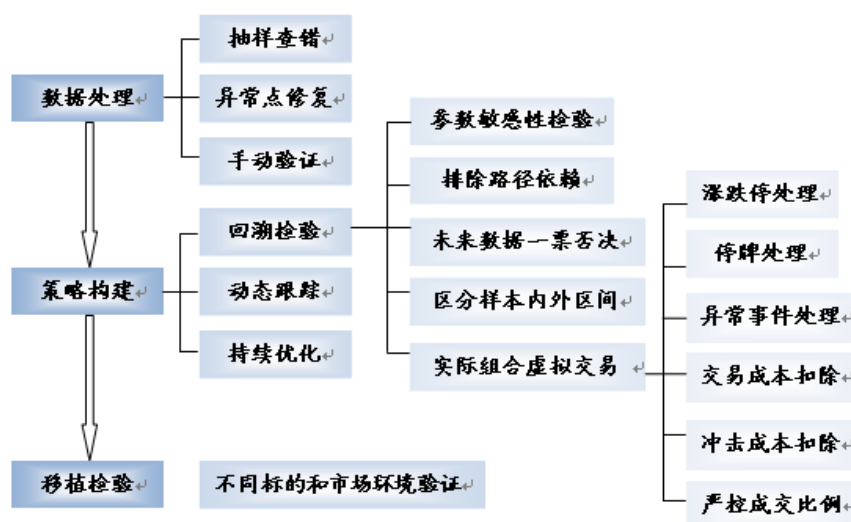 抽样查错
数据处理
异常点修复
手动验证
参数敏感性检验
排除路径依赖
涨跌停处理
回溯检验
未来数据一票否决
停牌处理
策略构建
动态跟踪
区分样本内外区间
异常事件处理
持续优化
实际组合虚拟交易
交易成本扣除
冲击成本扣除
移植检验
不同标的和市场环境验证
严控成交比例